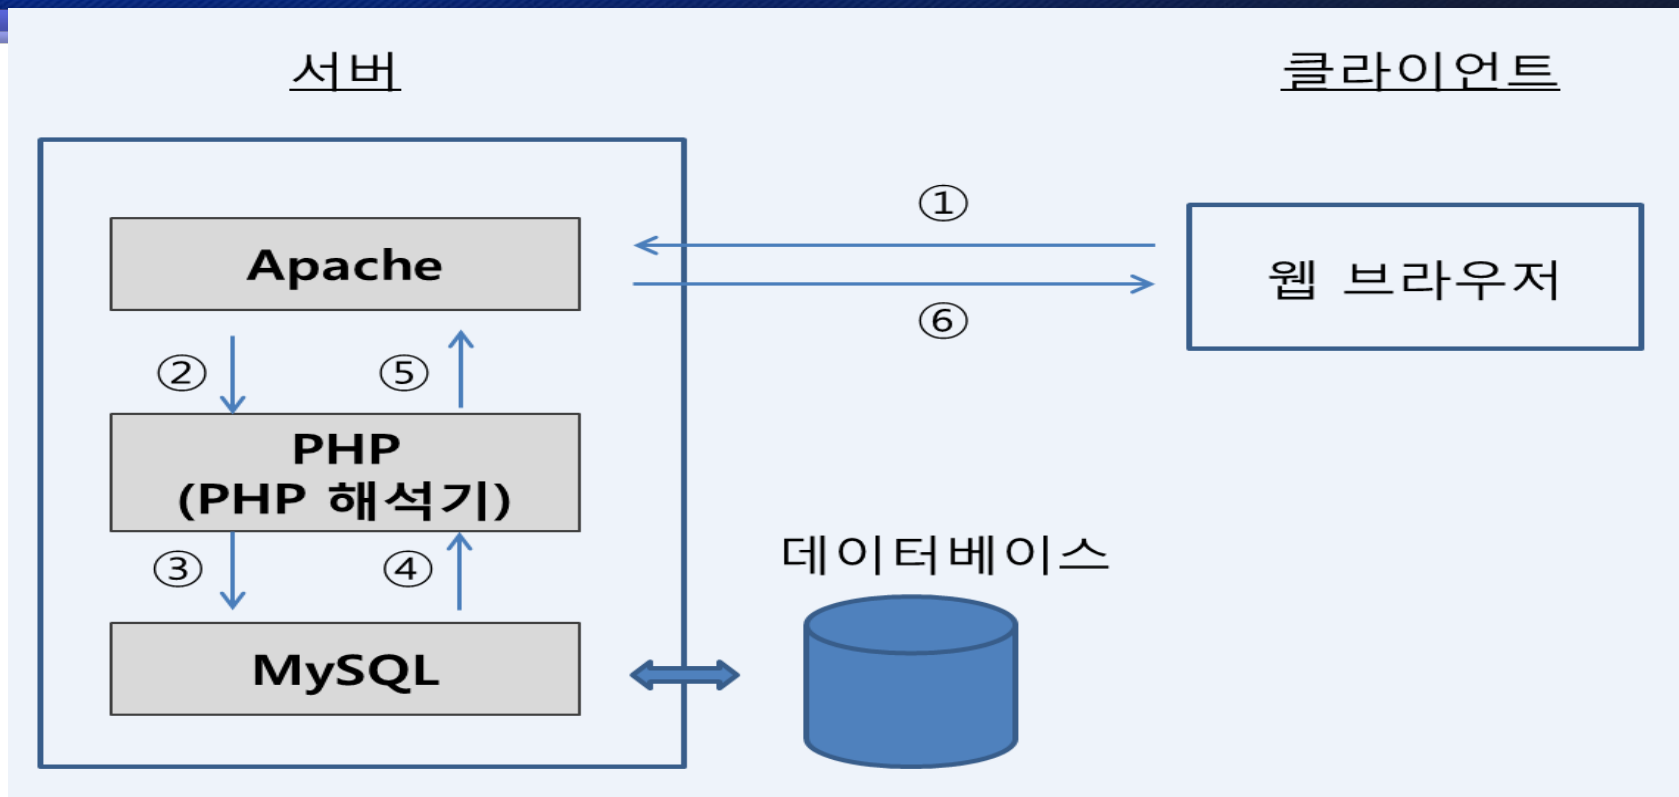 서버
클라이언트
①
Apache
웹 브라우저
⑥
②
⑤
PHP
(PHP 해석기)
③
④
데이터베이스
MySQL